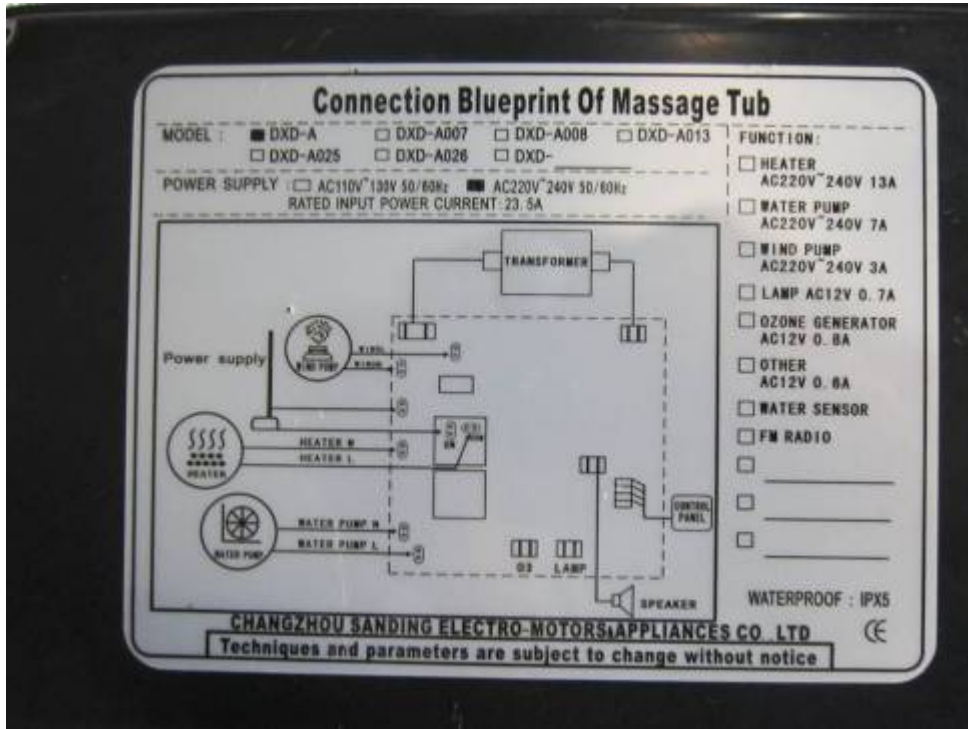 Connection Blueprint Of Massage Tub
MODEL : ■ DXD-A □ DXD-A007 □ DXD-A008 □ DXD-A013
□ DXD-A025 □ DXD-A026 □ DXD-______
POWER SUPPLY : □ AC110V~130V 50/60Hz ■ AC220V~240V 50/60Hz
RATED INPUT POWER CURRENT: 23.5A
TRANSFORMER
WIND PUMP
WINDL
Power supply
HEATER N
HEATER L
HEATER
WATER PUMP N
WATER PUMP L
WATER PUMP
CONTROL
PANEL
O3 LAMP
SPEAKER
FUNCTION:
□ HEATER
AC220V~240V 13A
□ WATER PUMP
AC220V~240V 7A
□ WIND PUMP
AC220V~240V 3A
□ LAMP AC12V 0.7A
□ OZONE GENERATOR
AC12V 0.8A
□ OTHER
AC12V 0.6A
□ WATER SENSOR
□ FM RADIO
WATERPROOF : IPX5
CHANGZHOU SANDING ELECTRO-MOTORS&APPLIANCES CO LTD CE
Techniques and parameters are subject to change without notice